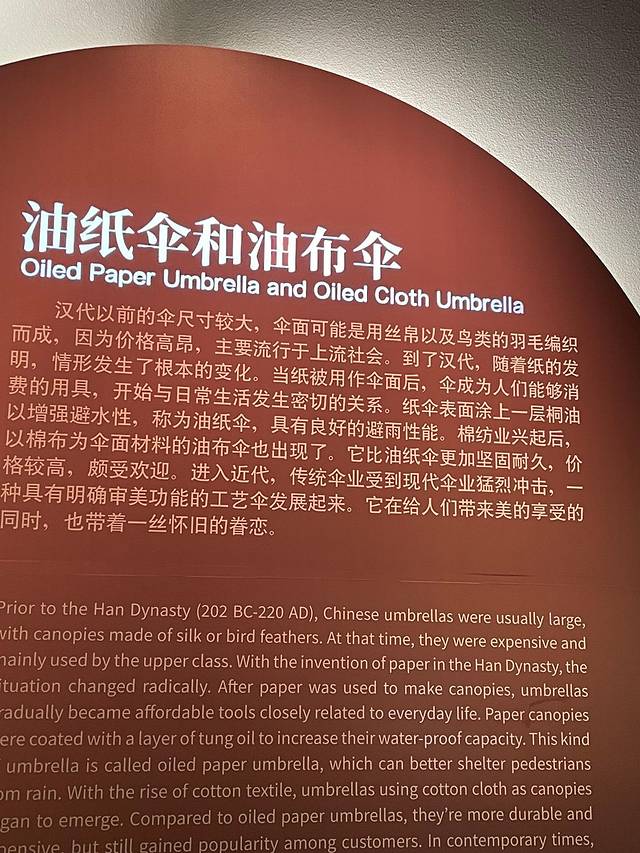 油纸伞和油布伞
Oiled Paper Umbrella and Oiled Cloth Umbrella
汉代以前的伞尺寸较大，伞面可能是用丝帛以及鸟类的羽毛编织
而成，因为价格高昂，主要流行于上流社会。到了汉代，随着纸的发
明，情形发生了根本的变化。当纸被用作伞面后，伞成为人们能够消
费的用具，开始与日常生活发生密切的关系。纸伞表面涂上一层桐油
以增强避水性，称为油纸伞，具有良好的避雨性能。棉纺业兴起后，
以棉布为伞面材料的油布伞也出现了。它比油纸伞更加坚固耐久，价
格较高，颇受欢迎。进入近代，传统伞业受到现代伞业猛烈冲击，一
种具有明确审美功能的工艺伞发展起来。它在给人们带来美的享受的
同时，也带着一丝怀旧的眷恋。
Prior to the Han Dynasty (202 BC-220 AD), Chinese umbrellas were usually large,
with canopies made of silk or bird feathers. At that time, they were expensive and
mainly used by the upper class. With the invention of paper in the Han Dynasty, the
ituation changed radically. After paper was used to make canopies, umbrellas
radually became affordable tools closely related to everyday life. Paper canopies
ere coated with a layer of tung oil to increase their water-proof capacity. This kind
umbrella is called oiled paper umbrella, which can better shelter pedestrians
om rain. With the rise of cotton textile, umbrellas using cotton cloth as canopies
gan to emerge. Compared to oiled paper umbrellas, they're more durable and
pensive, but still gained popularity among customers. In contemporary times,